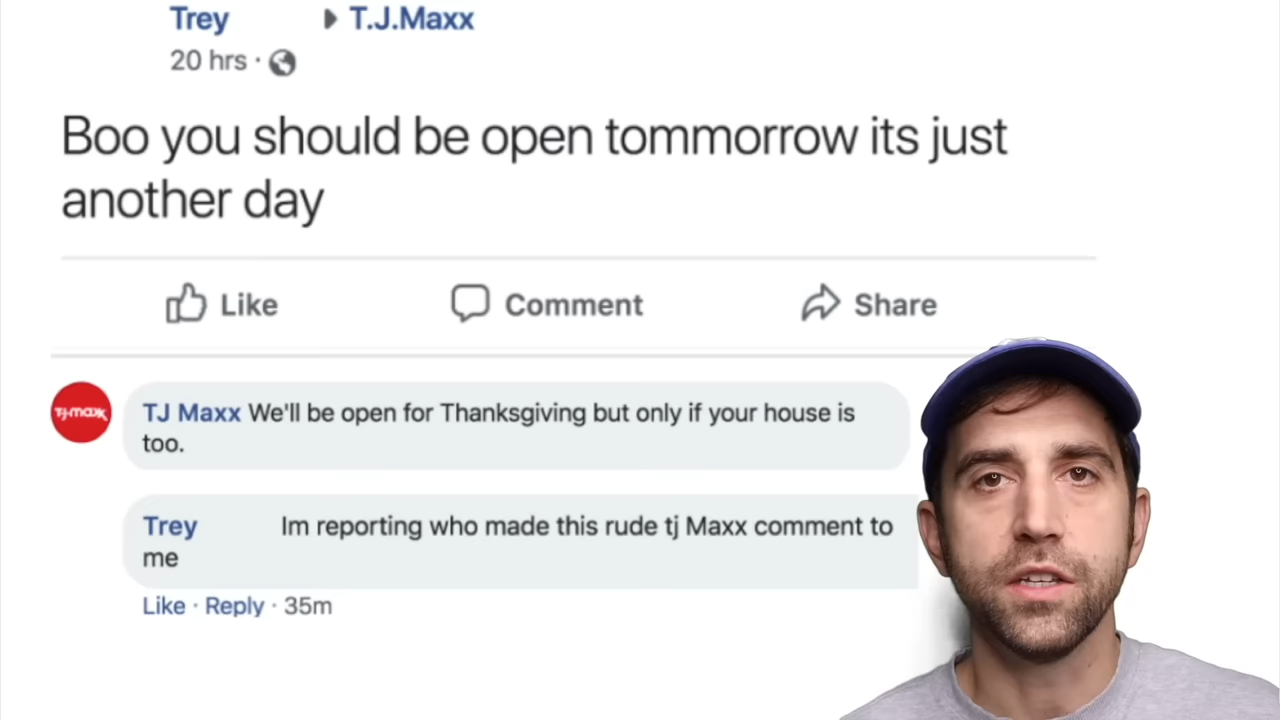 Trey ▸ T.J.Maxx
20 hrs ·
Boo you should be open tommorrow its just
another day
Like Comment Share
TJ-maxx
TJ Maxx We'll be open for Thanksgiving but only if your house is
too.
Trey Im reporting who made this rude tj Maxx comment to
me
Like · Reply · 35m